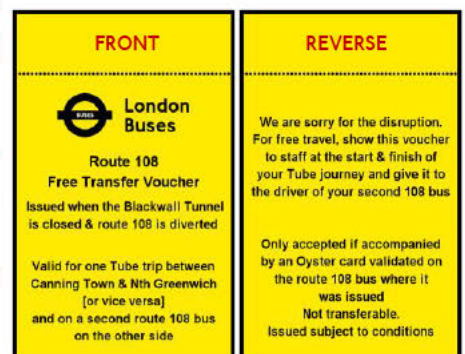 FRONT
BUSES
London
Buses
Route 108
Free Transfer Voucher
Issued when the Blackwall Tunnel
is closed & route 108 is diverted
Valid for one Tube trip between
Canning Town & Nth Greenwich
[or vice versa]
and on a second route 108 bus
on the other side
REVERSE
We are sorry for the disruption.
For free travel, show this voucher
to staff at the start & finish of
your Tube journey and give it to
the driver of your second 108 bus
Only accepted if accompanied
by an Oyster card validated on
the route 108 bus where it
was issued
Not transferable.
Issued subject to conditions